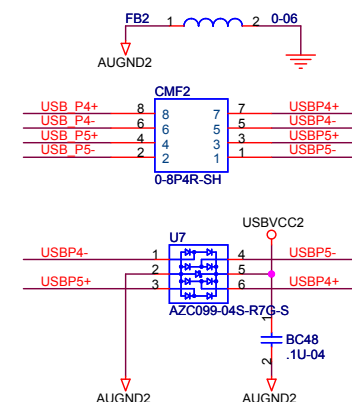 FB2 1 2 0-06
AUGND2
CMF2
USB_P4+ 8 8 7 7 USBP4+
USB_P4- 6 6 5 5 USBP4-
USB_P5+ 4 4 3 3 USBP5+
USB_P5- 2 2 1 1 USBP5-
0-8P4R-SH
USBVCC2
U7
USBP4- 1 4 USBP5-
2 5
USBP5+ 3 6 USBP4+
AZC099-04S-R7G-S
1
BC48
.1U-04
2
AUGND2 AUGND2